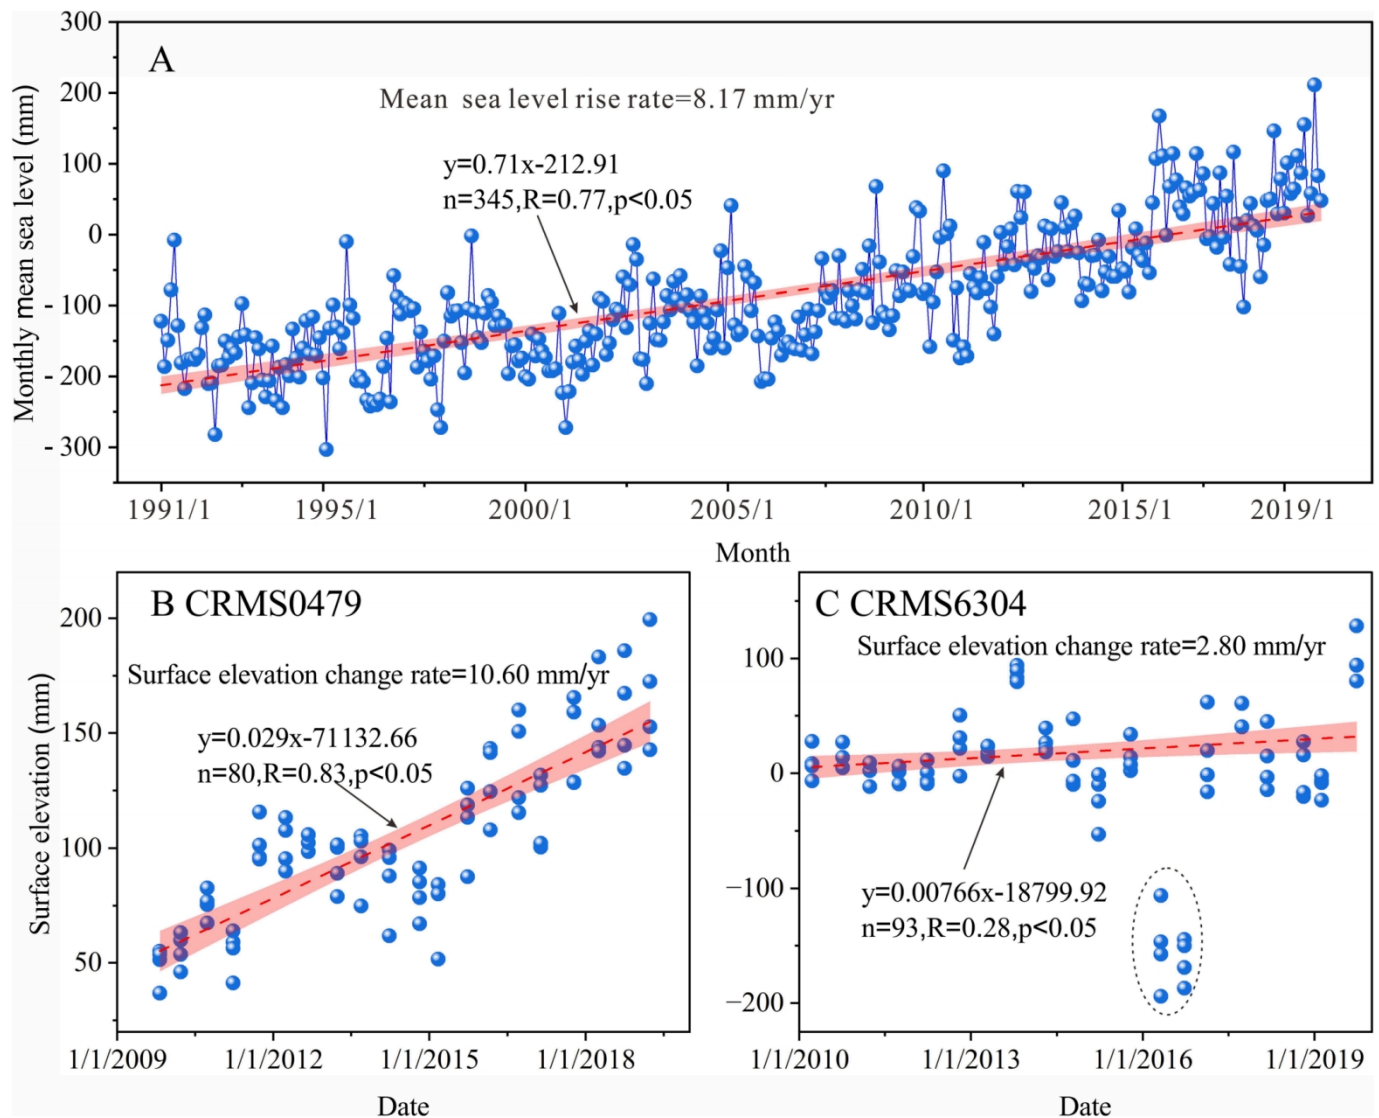 A
Mean sea level rise rate=8.17 mm/yr
y=0.71x-212.91
n=345,R=0.77,p<0.05
Monthly mean sea level (mm)
300
200
100
0
- 100
- 200
- 300
1991/1 1995/1 2000/1 2005/1 2010/1 2015/1 2019/1
Month
B CRMS0479
Surface elevation change rate=10.60 mm/yr
y=0.029x-71132.66
n=80,R=0.83,p<0.05
Surface elevation (mm)
200
150
100
50
1/1/2009 1/1/2012 1/1/2015 1/1/2018
Date
C CRMS6304
Surface elevation change rate=2.80 mm/yr
y=0.00766x-18799.92
n=93,R=0.28,p<0.05
100
0
−100
−200
1/1/2010 1/1/2013 1/1/2016 1/1/2019
Date